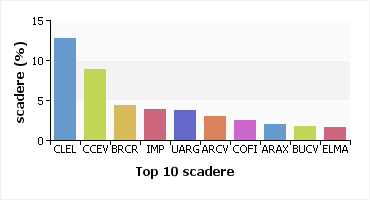 15
scadere (%)
10
5
0
CLEL CCEV BRCR IMP UARG ARCV COFI ARAX BUCV ELMA
Top 10 scadere